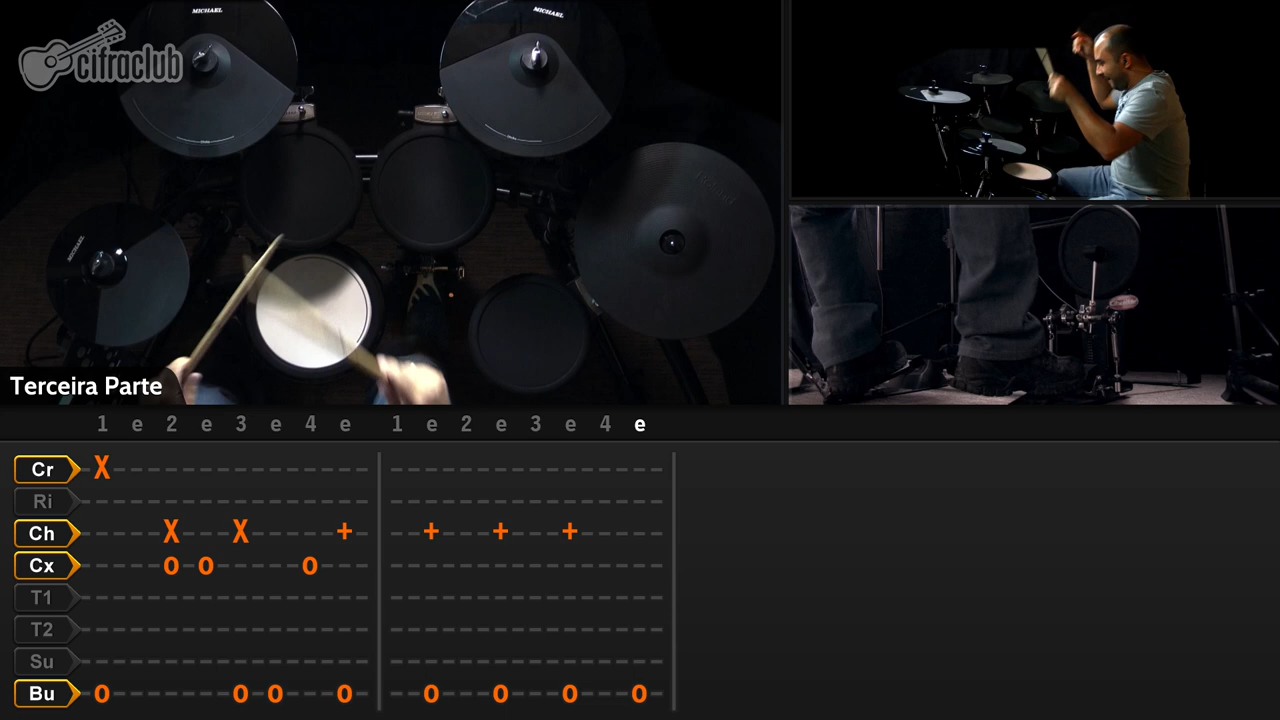 MICHAEL
MICHAEL
cifraclub
MICHAEL
Roland
Terceira Parte
1 e 2 e 3 e 4 e 1 e 2 e 3 e 4 e
Cr X
Ri
Ch X X + + + +
Cx o o o
T1
T2
Su
Bu o o o o o o o o